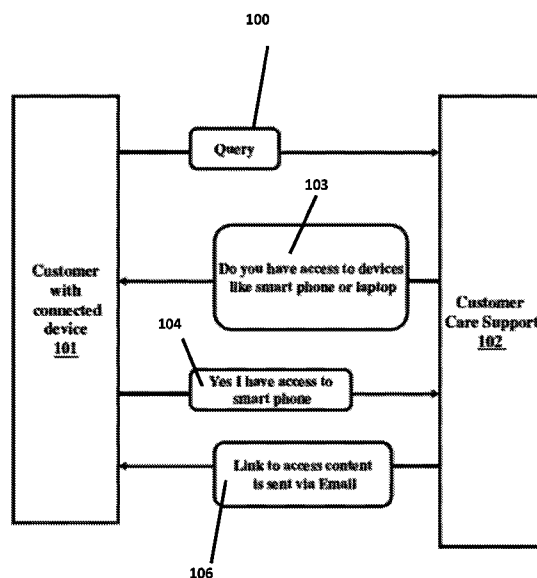 100
Query
103
Do you have access to devices
like smart phone or laptop
Customer
with
connected
device
101
Customer
Care Support
102
104
Yes I have access to
smart phone
Link to access content
is sent via Email
106